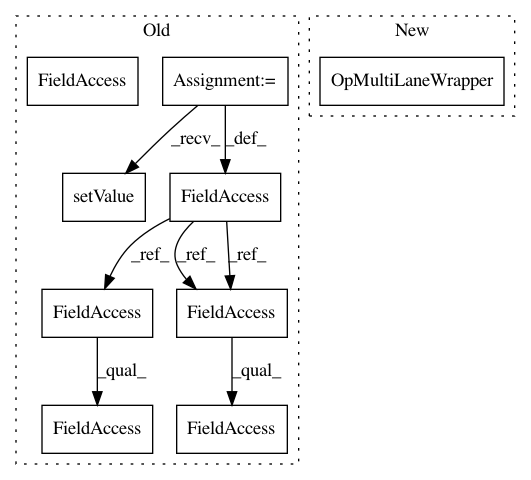 Old
New
FieldAccess
Assignment:=
OpMultiLaneWrapper
_recv_
_def_
setValue
FieldAccess
_ref_
_ref_
_ref_
FieldAccess
FieldAccess
_qual_
_qual_
FieldAccess
FieldAccess